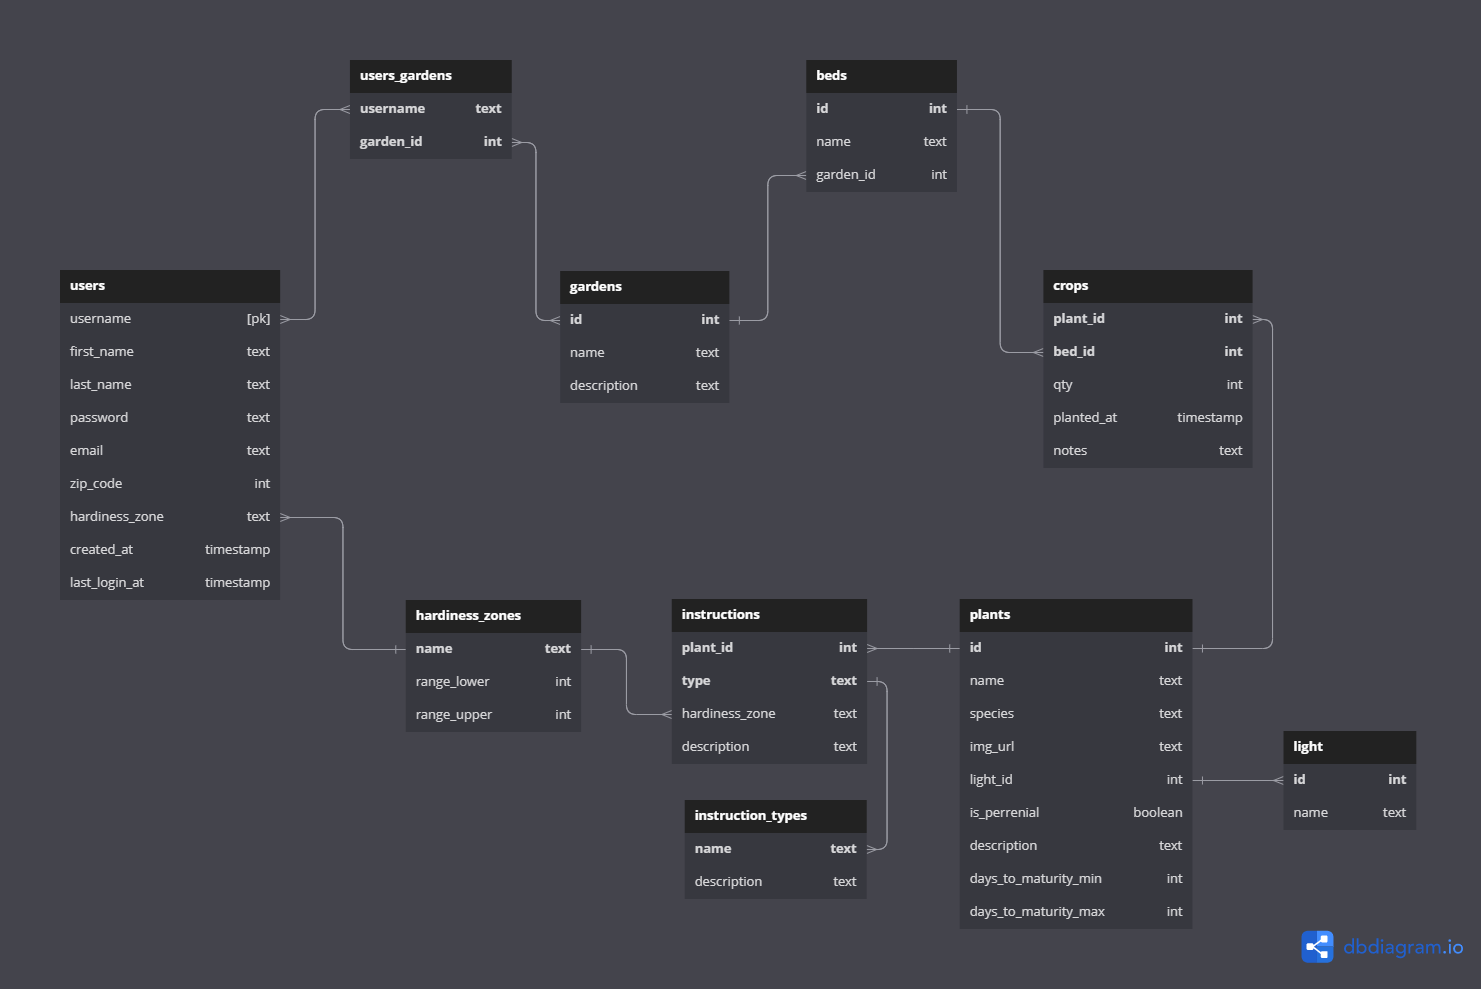 users_gardens
username text
garden_id int
beds
id int
name text
garden_id int
users
username [pk]
first_name text
last_name text
password text
email text
zip_code int
hardiness_zone text
created_at timestamp
last_login_at timestamp
gardens
id int
name text
description text
crops
plant_id int
bed_id int
qty int
planted_at timestamp
notes text
hardiness_zones
name text
range_lower int
range_upper int
instructions
plant_id int
type text
hardiness_zone text
description text
plants
id int
name text
species text
img_url text
light_id int
is_perrenial boolean
description text
days_to_maturity_min int
days_to_maturity_max int
light
id int
name text
instruction_types
name text
description text
dbdiagram.io